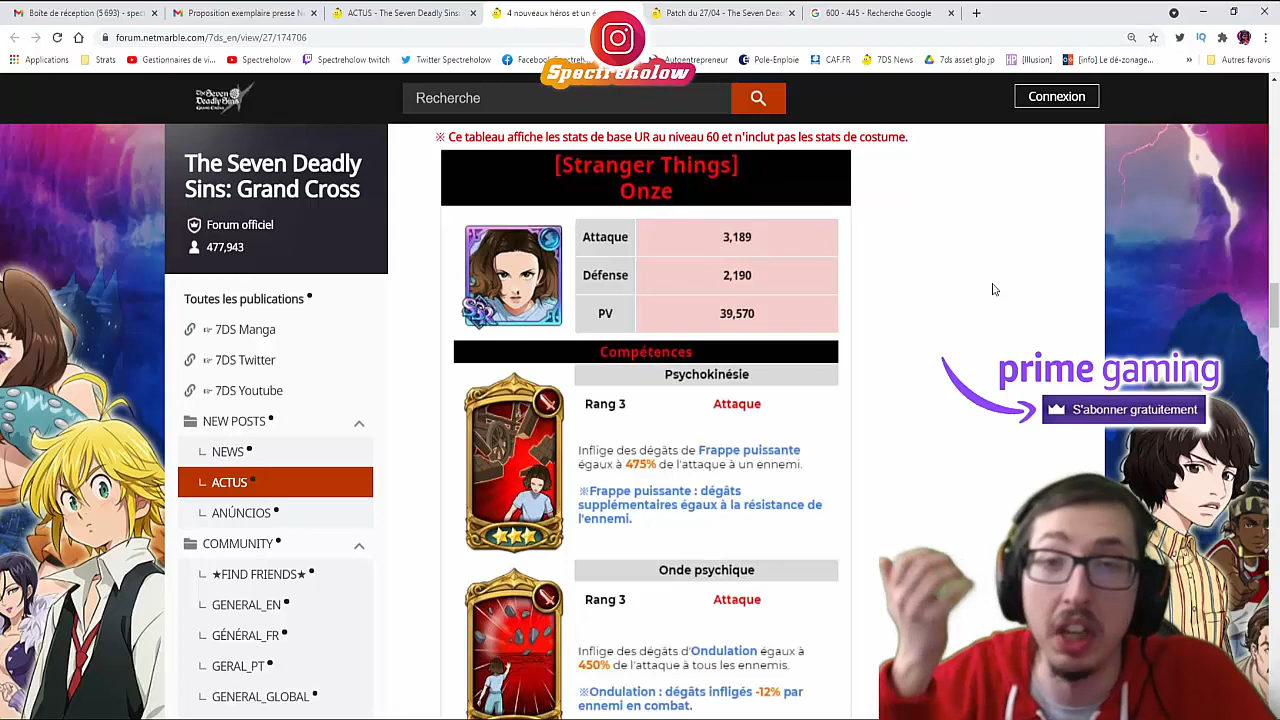 Boîte de réception (5 693) - spect
Proposition exemplaire presse N
ACTUS - The Seven Deadly Sins:
4 nouveaux héros et un é
Patch du 27/04 - The Seve Dead
600 - 445 - Recherche Google
forum.netmarble.com/7ds_en/view/27/174706
Applications
Stats
Gestionnaires de vi...
Spectreholow
Spectreholow twitch
Twitter Spectreholow
Autoentrepreneur
Pole-Emploie
CAF.FR
7DS News
7ds asset glif...
[Illusion]
[info] Le dé-zonage...
»
Autres favoris
Spectreholow
The Seven
Deadly Sins
Recherche
Connexion
The Seven Deadly
Sins: Grand Cross
Forum officiel
477,943
Toutes les publications
☞ 7DS Manga
☞ 7DS Twitter
☞ 7DS Youtube
NEW POSTS
NEWS
ACTUS
ANÚNCIOS
COMMUNITY
★FIND FRIENDS★
GENERAL_EN
GÉNÉRAL_FR
GERAL_PT
GENERAL_GLOBAL
※ Ce tableau affiche les stats de base UR au niveau 60 et n'inclut pas les stats de costume.
[Stranger Things]
Onze
Attaque 3,189
Défense 2,190
PV 39,570
Compétences
Psychokinésie
Rang 3 Attaque
Inflige des dégâts de Frappe puissante
égaux à 475% de l'attaque à un ennemi.
※Frappe puissante : dégâts
supplémentaires égaux à la résistance de
l'ennemi.
Onde psychique
Rang 3 Attaque
Inflige des dégâts d'Ondulation égaux à
450% de l'attaque à tous les ennemis.
※Ondulation : dégâts infligés -12% par
ennemi en combat.
prime gaming
S'abonner gratuitement